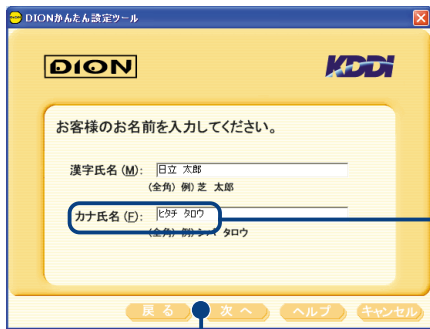 DIONかんたん設定ツール
DION
KDDI
お客様のお名前を入力してください。
漢字氏名(M): 日立 太郎
(全角) 例) 芝 太郎
カナ氏名(F): ヒタチ タロウ
(全角) 例) シバ タロウ
戻る 次へ ヘルプ キャンセル